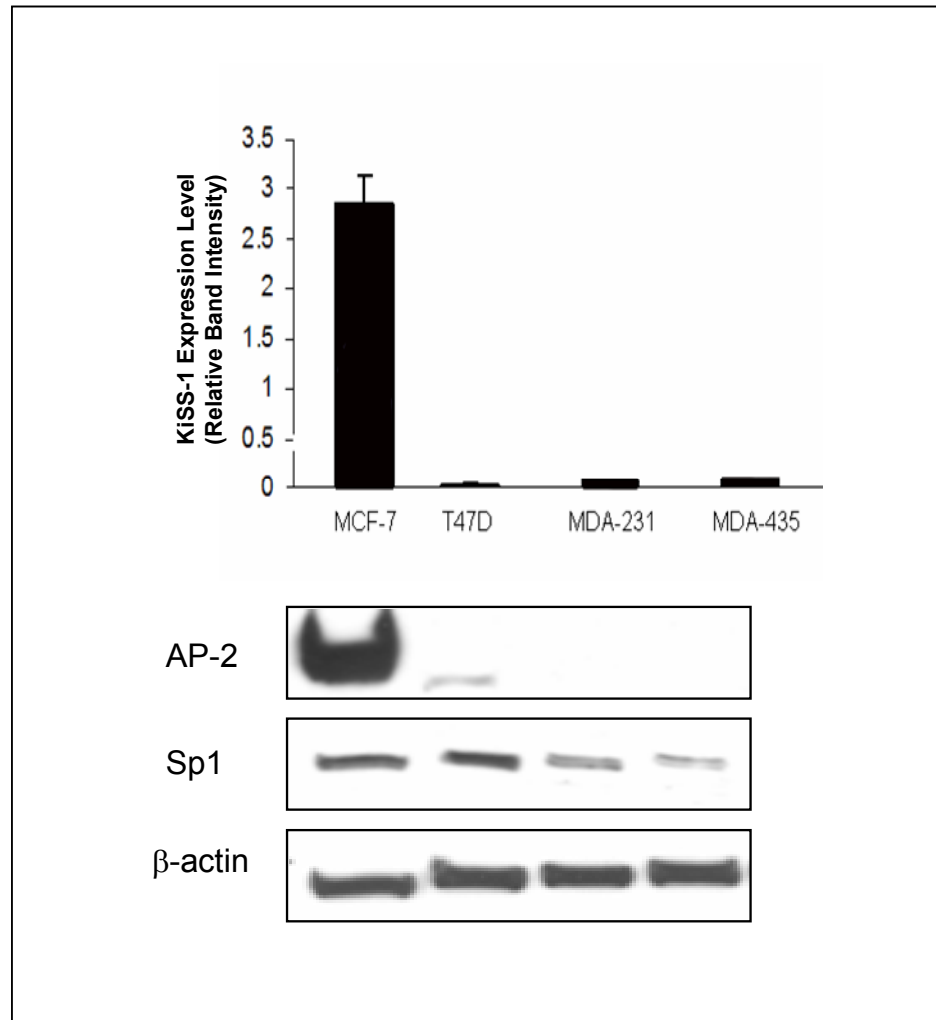 KiSS-1 Expression Level
(Relative Band Intensity)
3.5
3
2.5
2
1.5
1
0.5
0
MCF-7 T47D MDA-231 MDA-435
AP-2
Sp1
β-actin